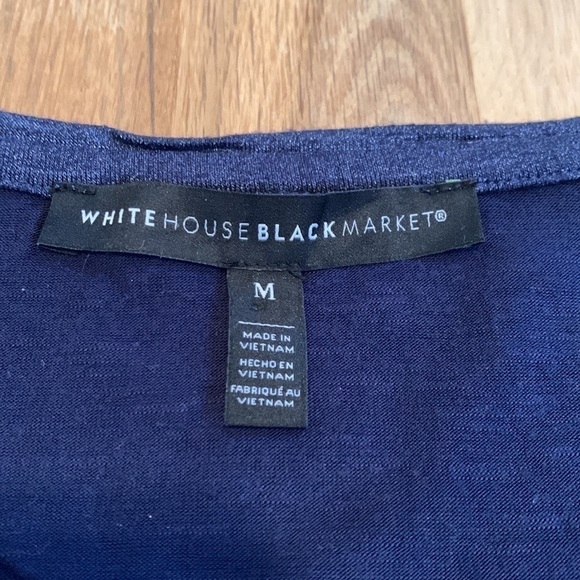 WHITE HOUSE BLACK MARKET®
M
MADE IN
VIETNAM
HECHO EN
VIETNAM
FABRIQUÉ AU
VIETNAM